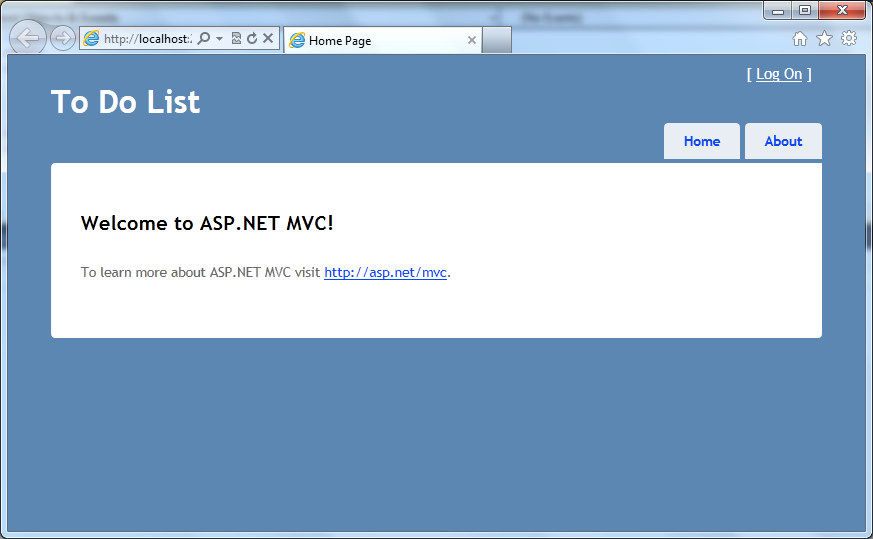 http://localhost:
Home Page
[ Log On ]
To Do List
Home
About
Welcome to ASP.NET MVC!
To learn more about ASP.NET MVC visit http://asp.net/mvc.